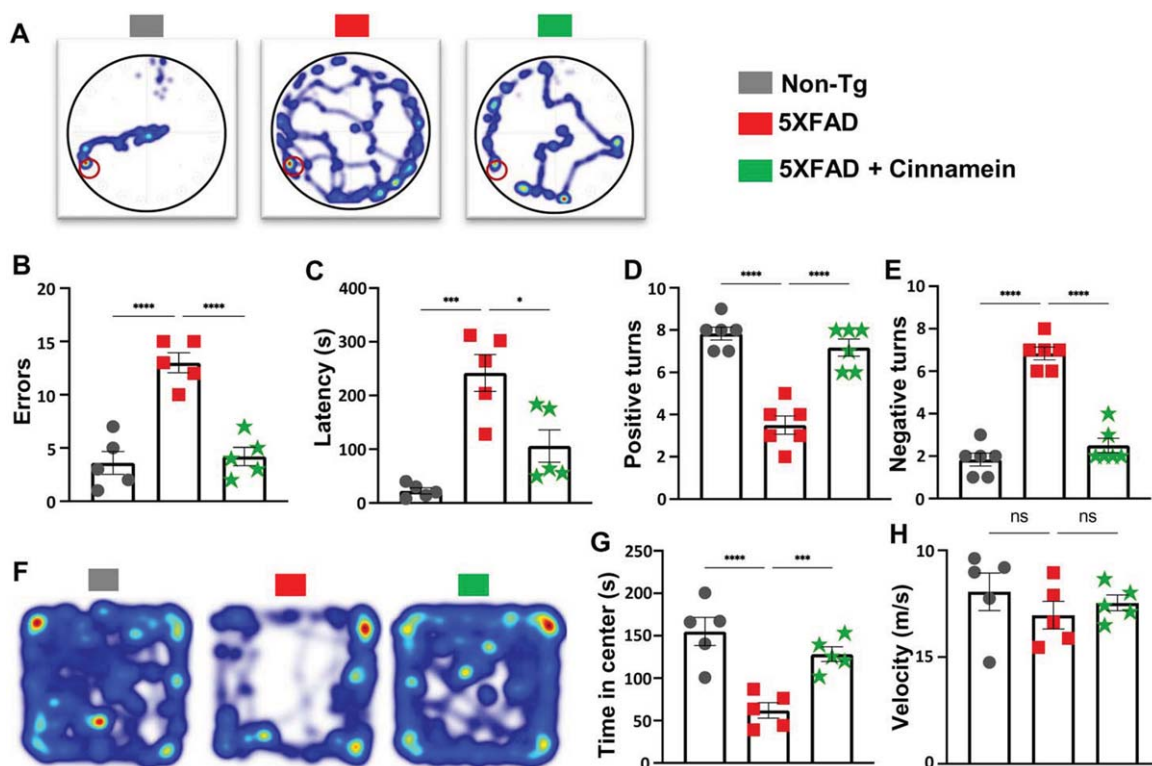 A
Non-Tg
5XFAD
5XFAD + Cinnamein
B
Errors
20
15
10
5
0
****
****
C
Latency (s)
400
300
200
100
0
***
*
D
Positive turns
10
8
6
4
2
0
****
****
E
Negative turns
10
8
6
4
2
0
****
****
F
G
Time in center (s)
250
200
150
100
50
0
****
***
H
Velocity (m/s)
10
15
0
ns
ns